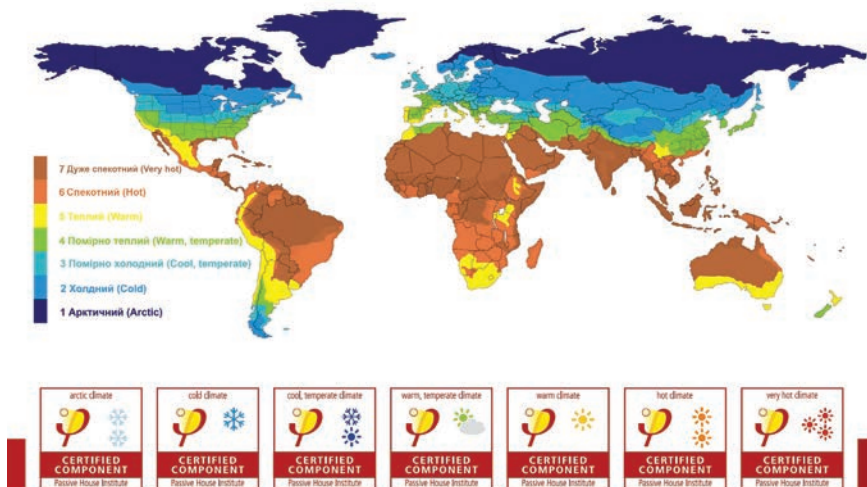 7 Дуже спекотний (Very hot)
6 Спекотний (Hot)
5 Теплий (Warm)
4 Помірно теплий (Warm, temperate)
3 Помірно холодний (Cool, temperate)
2 Холдний (Cold)
1 Арктичний (Arctic)
arctic climate
CERTIFIED
COMPONENT
Passive House Institute
cold climate
CERTIFIED
COMPONENT
Passive House Institute
cool, temperate climate
CERTIFIED
COMPONENT
Passive House Institute
warm, temperate climate
CERTIFIED
COMPONENT
Passive House Institute
warm climate
CERTIFIED
COMPONENT
Passive House Institute
hot climate
CERTIFIED
COMPONENT
Passive House Institute
very hot climate
CERTIFIED
COMPONENT
Passive House Institute